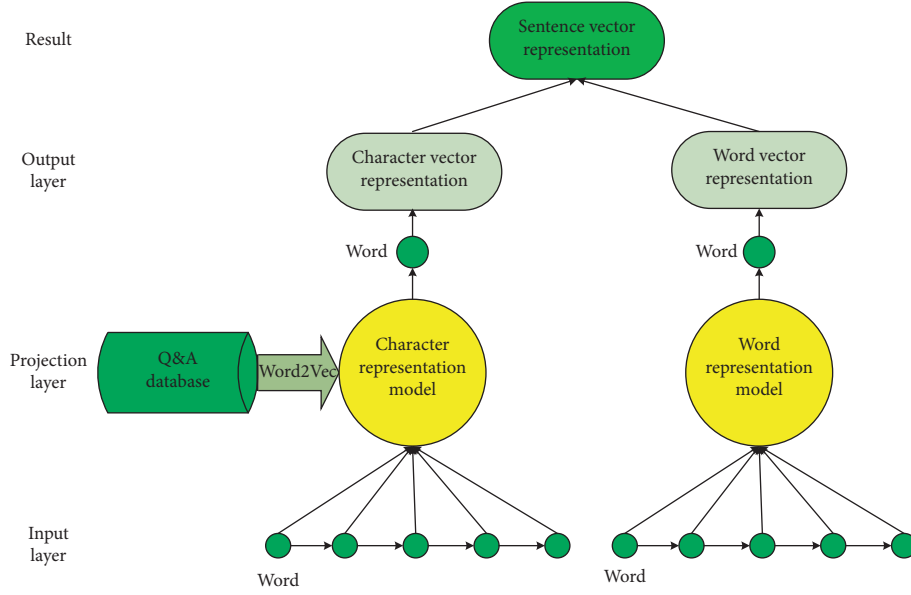 Result
Sentence vector
representation
Output
layer
Character vector
representation
Word vector
representation
Word
Word
Projection
layer
Q&A
database
Word2Vec
Character
representation
model
Word
representation
model
Input
layer
Word
Word